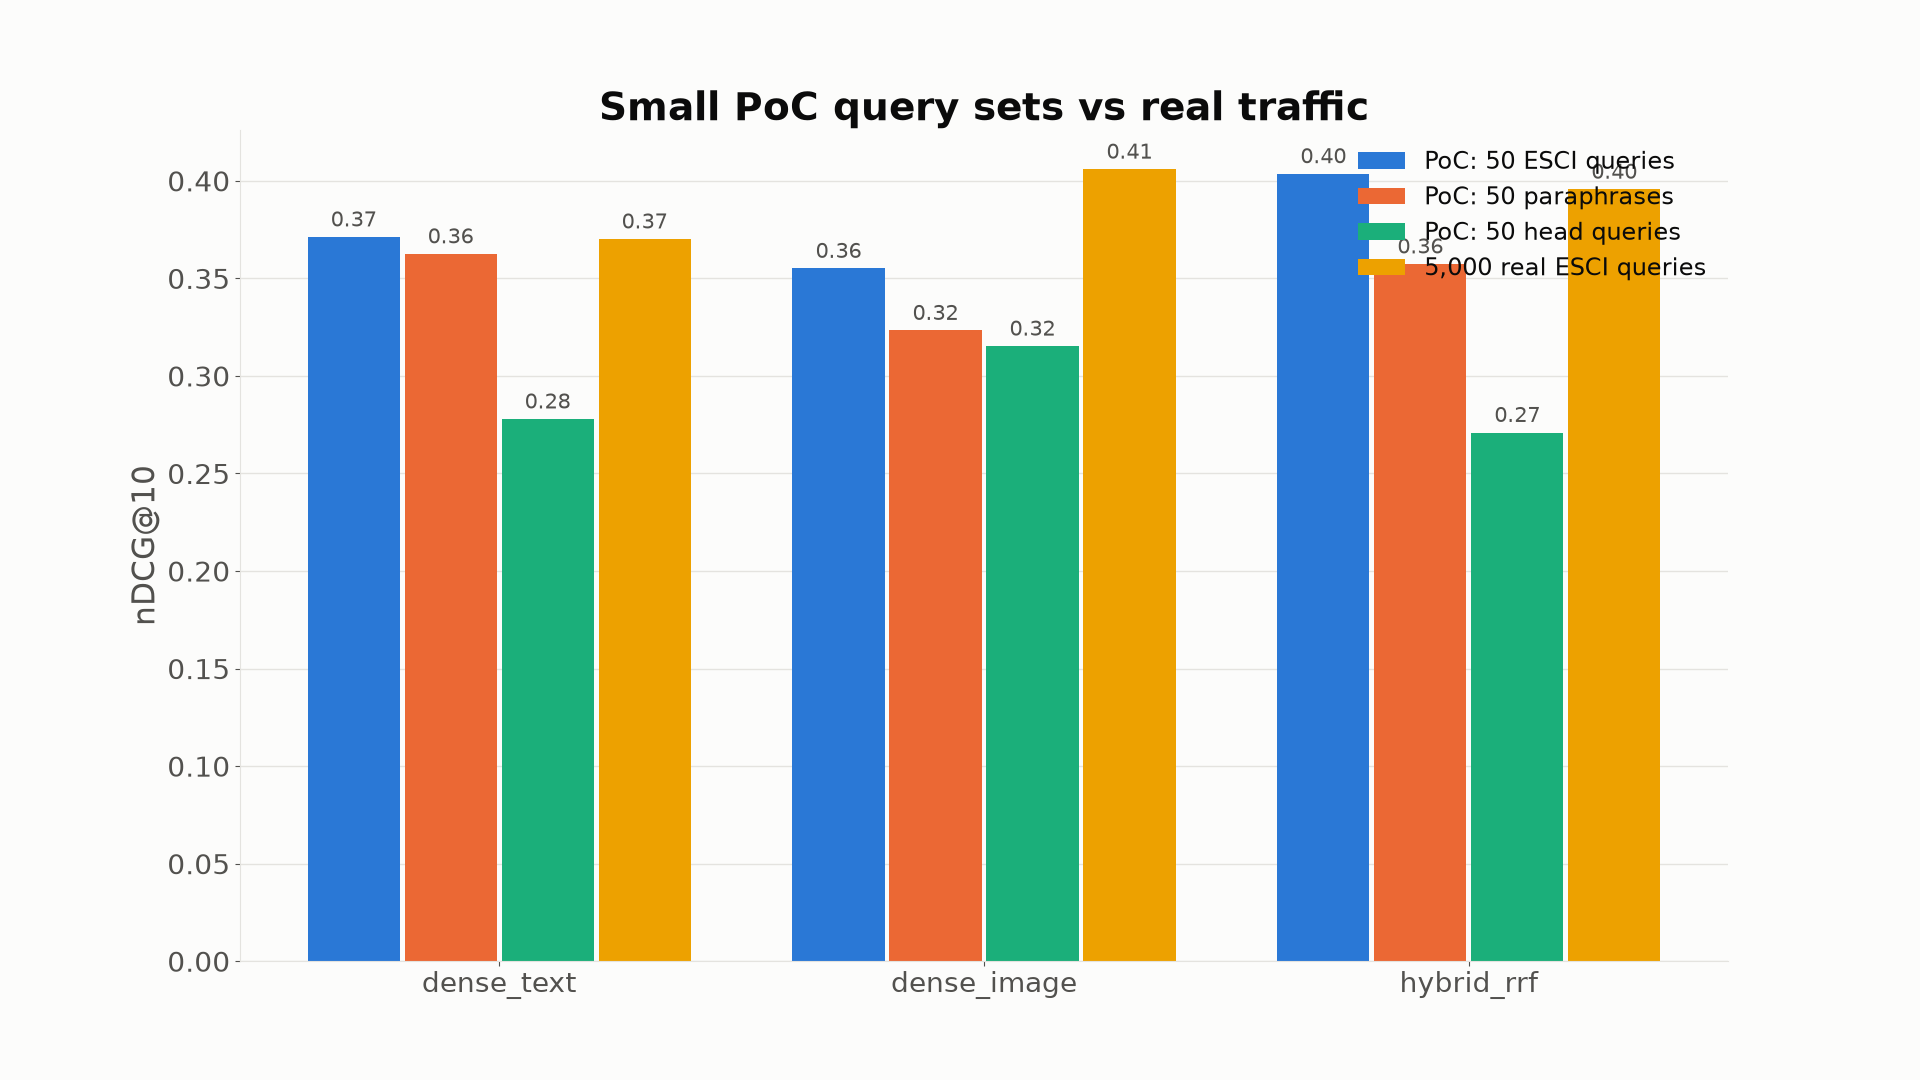 Small PoC query sets vs real traffic
PoC: 50 ESCI queries
PoC: 50 paraphrases
PoC: 50 head queries
5,000 real ESCI queries
nDCG@10
0.40
0.35
0.30
0.25
0.20
0.15
0.10
0.05
0.00
0.37
0.36
0.28
0.37
0.36
0.32
0.32
0.41
0.40
0.36
0.27
0.40
dense_text
dense_image
hybrid_rrf